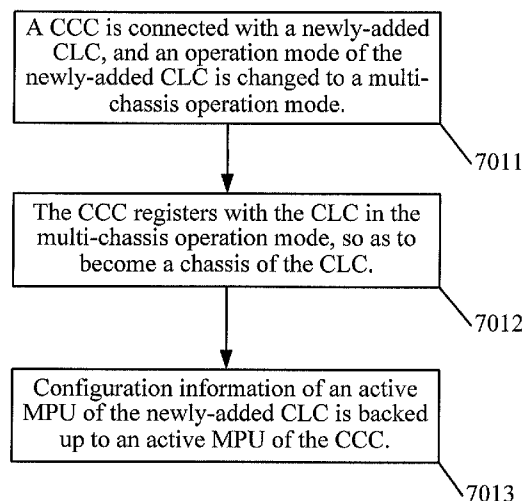 A CCC is connected with a newly-added
CLC, and an operation mode of the
newly-added CLC is changed to a multi-
chassis operation mode.
7011
The CCC registers with the CLC in the
multi-chassis operation mode, so as to
become a chassis of the CLC.
7012
Configuration information of an active
MPU of the newly-added CLC is backed
up to an active MPU of the CCC.
7013